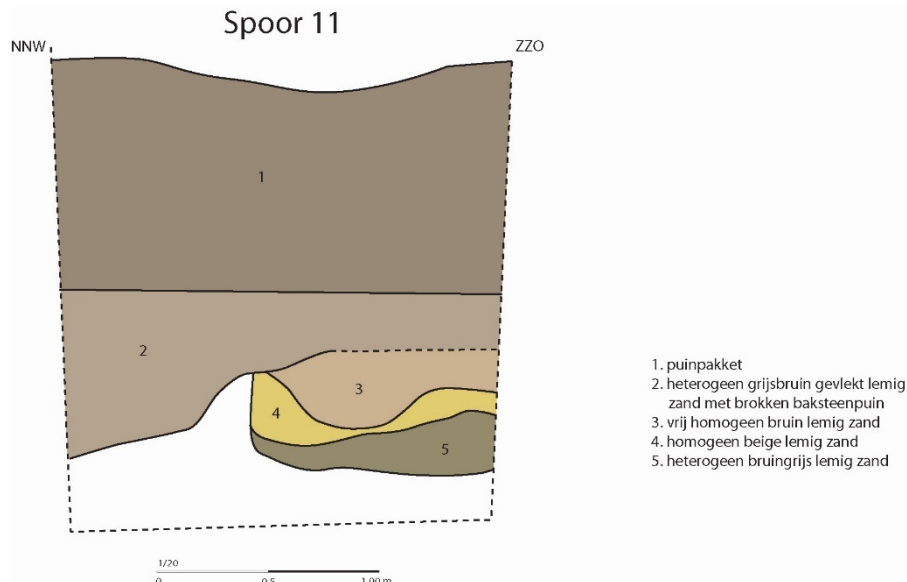 Spoor 11
NNW
ZZO
1
2
3
4
5
1. puinpakket
2. heterogeen grijsbruin gevlekt lemig
zand met brokken baksteenpuin
3. vrij homogeen bruin lemig zand
4. homogeen beige lemig zand
5. heterogeen bruingrijs lemig zand
1/20
0 0.5 1.00 m